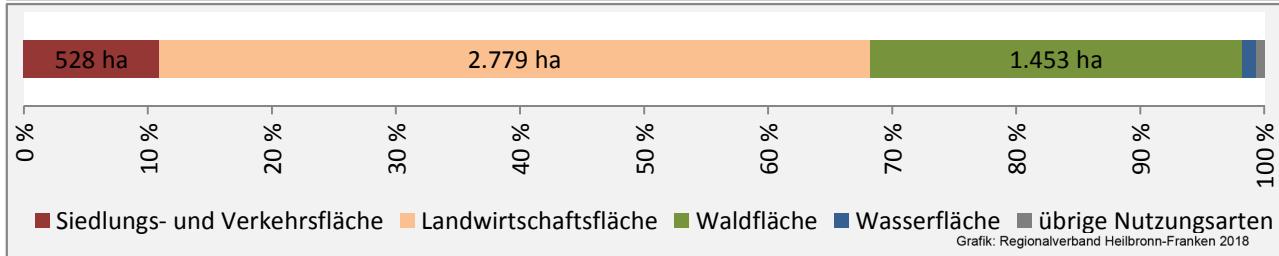 528 ha 2.779 ha 1.453 ha
0 % 10 % 20 % 30 % 40 % 50 % 60 % 70 % 80 % 90 % 100 %
Siedlungs- und Verkehrsfläche Landwirtschaftsfläche Waldfläche Wasserfläche übrige Nutzungsarten
Grafik: Regionalverband Heilbronn-Franken 2018